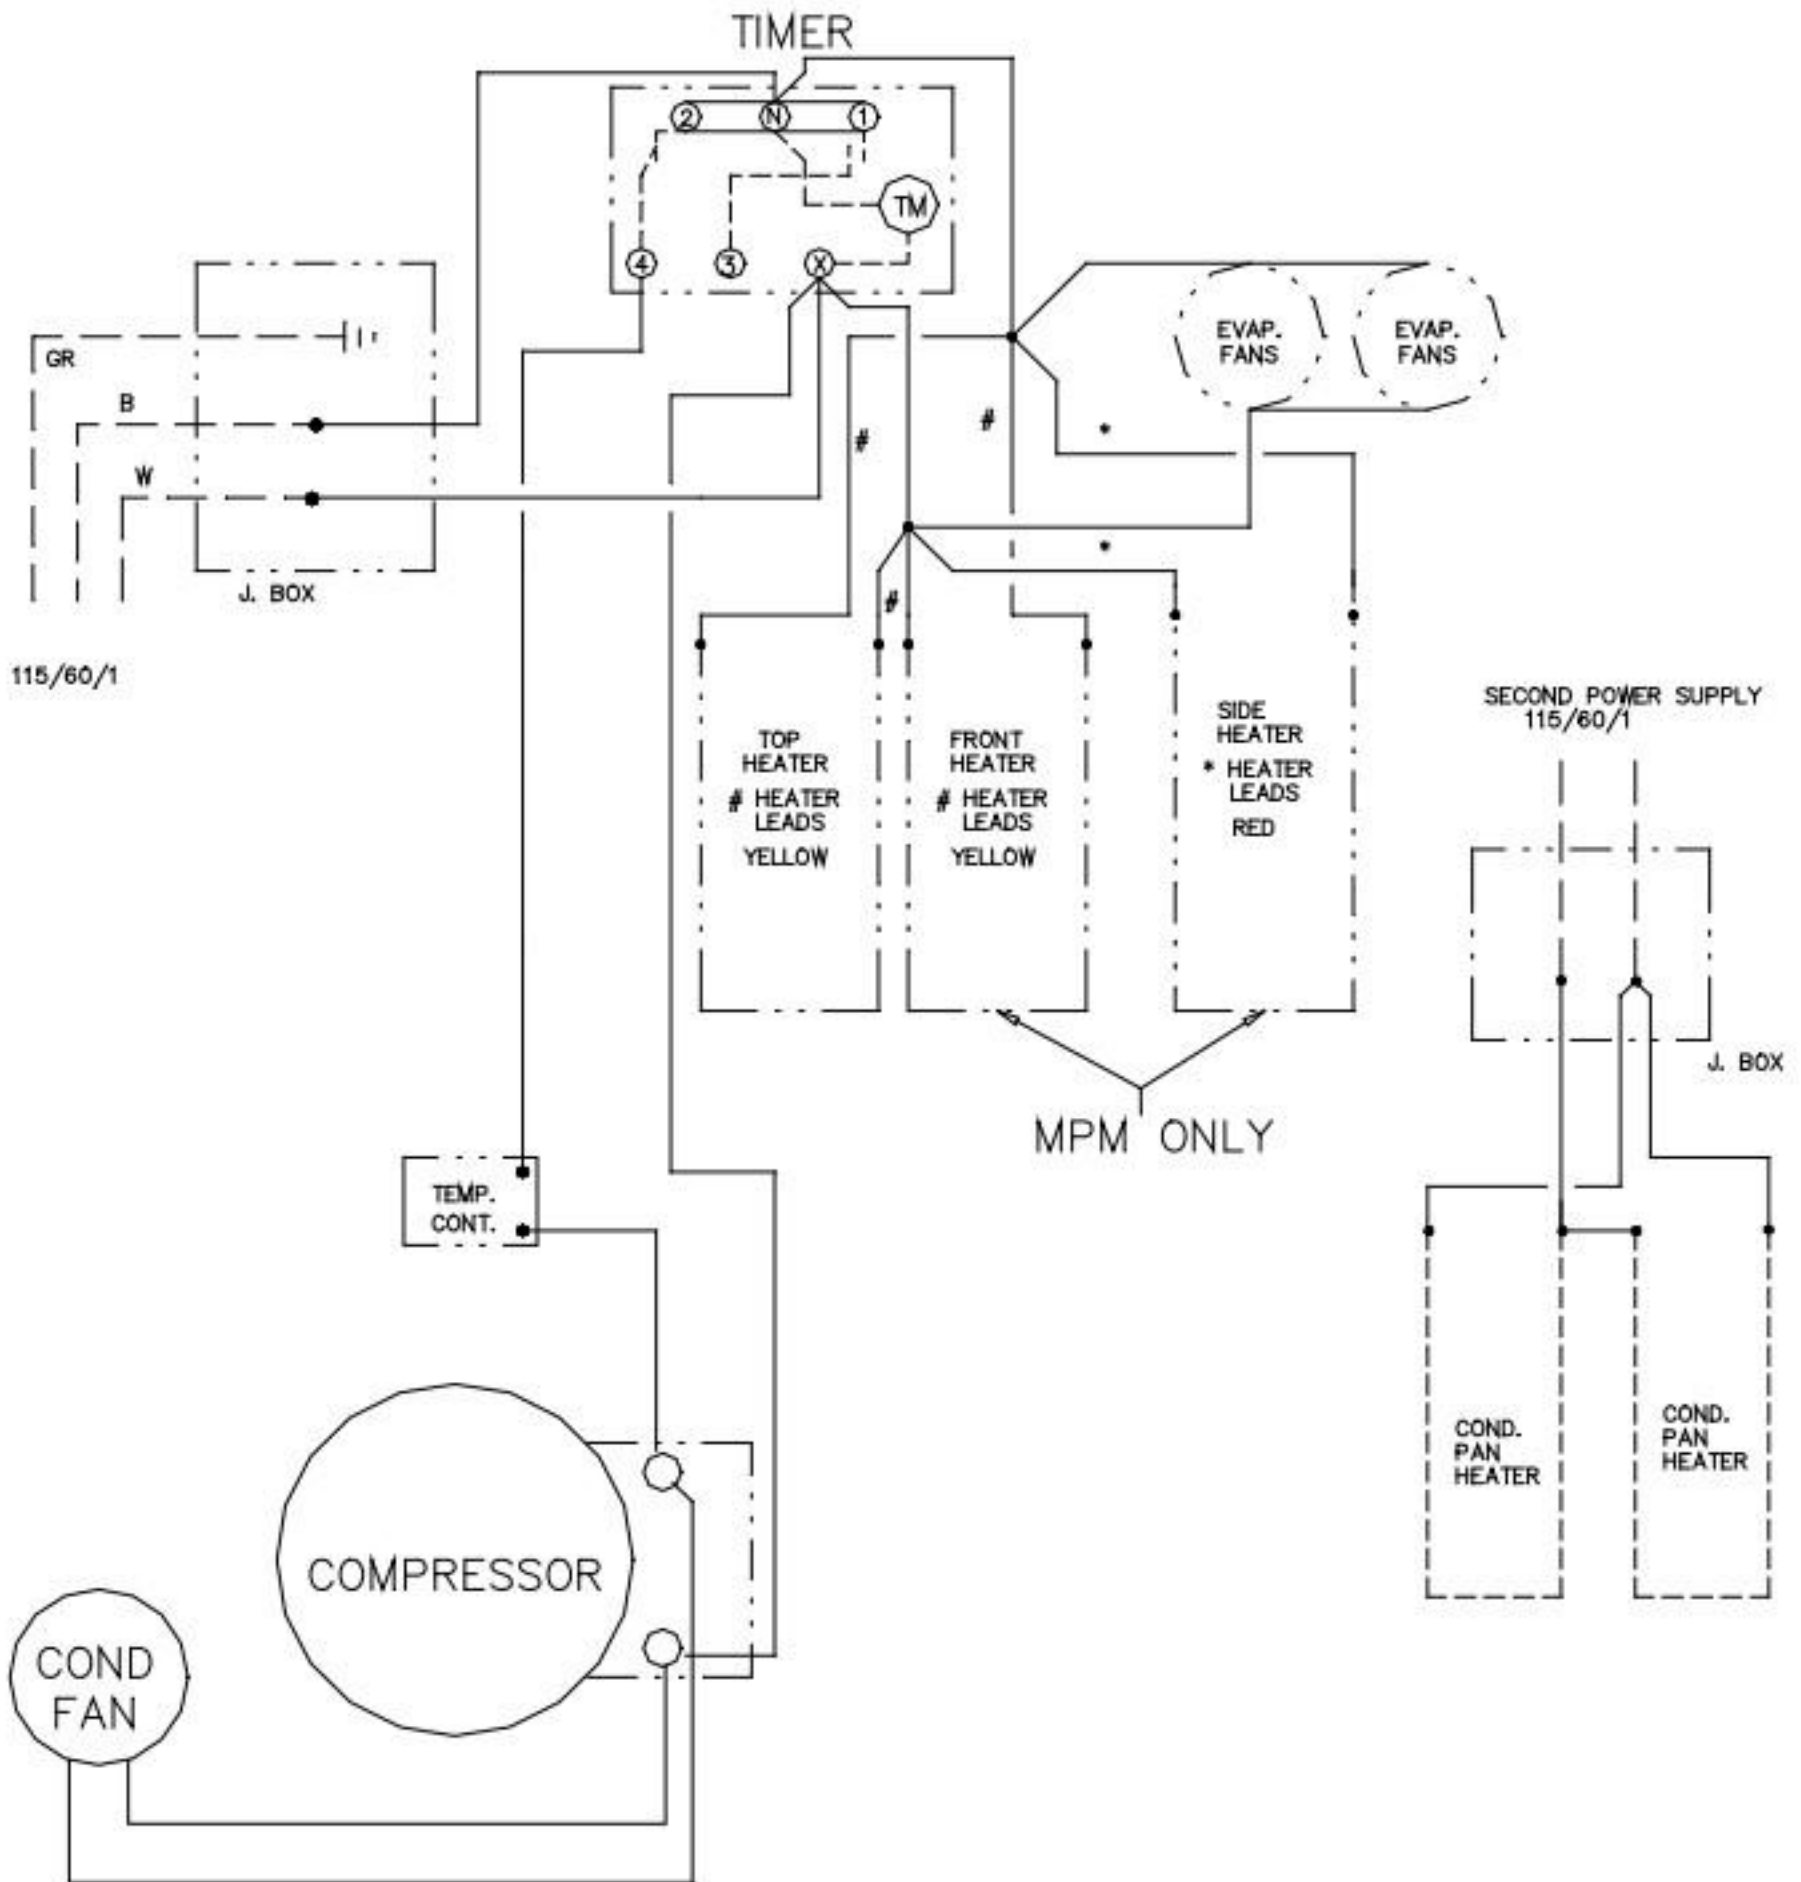 TIMER
2 N 1
TM
4 3 X
GR
B
W
J. BOX
115/60/1
EVAP.
FANS
EVAP.
FANS
#
#
*
*
#
TOP
HEATER
# HEATER
LEADS
YELLOW
FRONT
HEATER
# HEATER
LEADS
YELLOW
SIDE
HEATER
* HEATER
LEADS
RED
MPM ONLY
SECOND POWER SUPPLY
115/60/1
J. BOX
TEMP.
CONT.
COMPRESSOR
COND
FAN
COND.
PAN
HEATER
COND.
PAN
HEATER